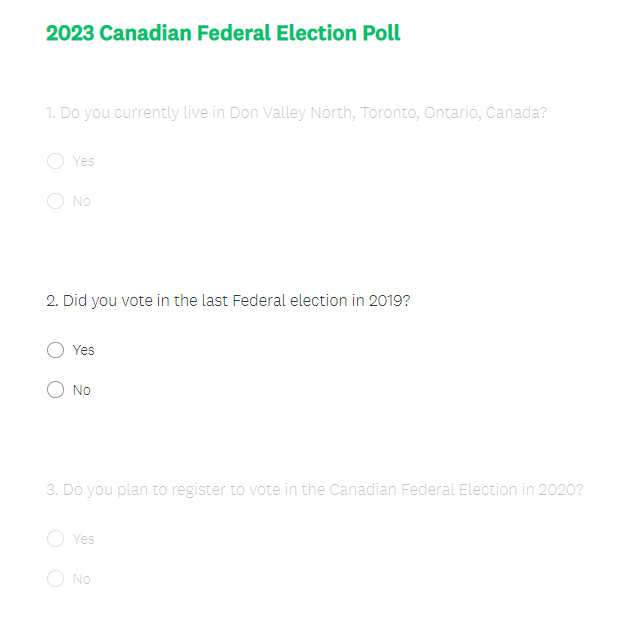 2023 Canadian Federal Election Poll
1. Do you currently live in Don Valley North, Toronto, Ontario, Canada?
Yes
No
2. Did you vote in the last Federal election in 2019?
Yes
No
3. Do you plan to register to vote in the Canadian Federal Election in 2020?
Yes
No